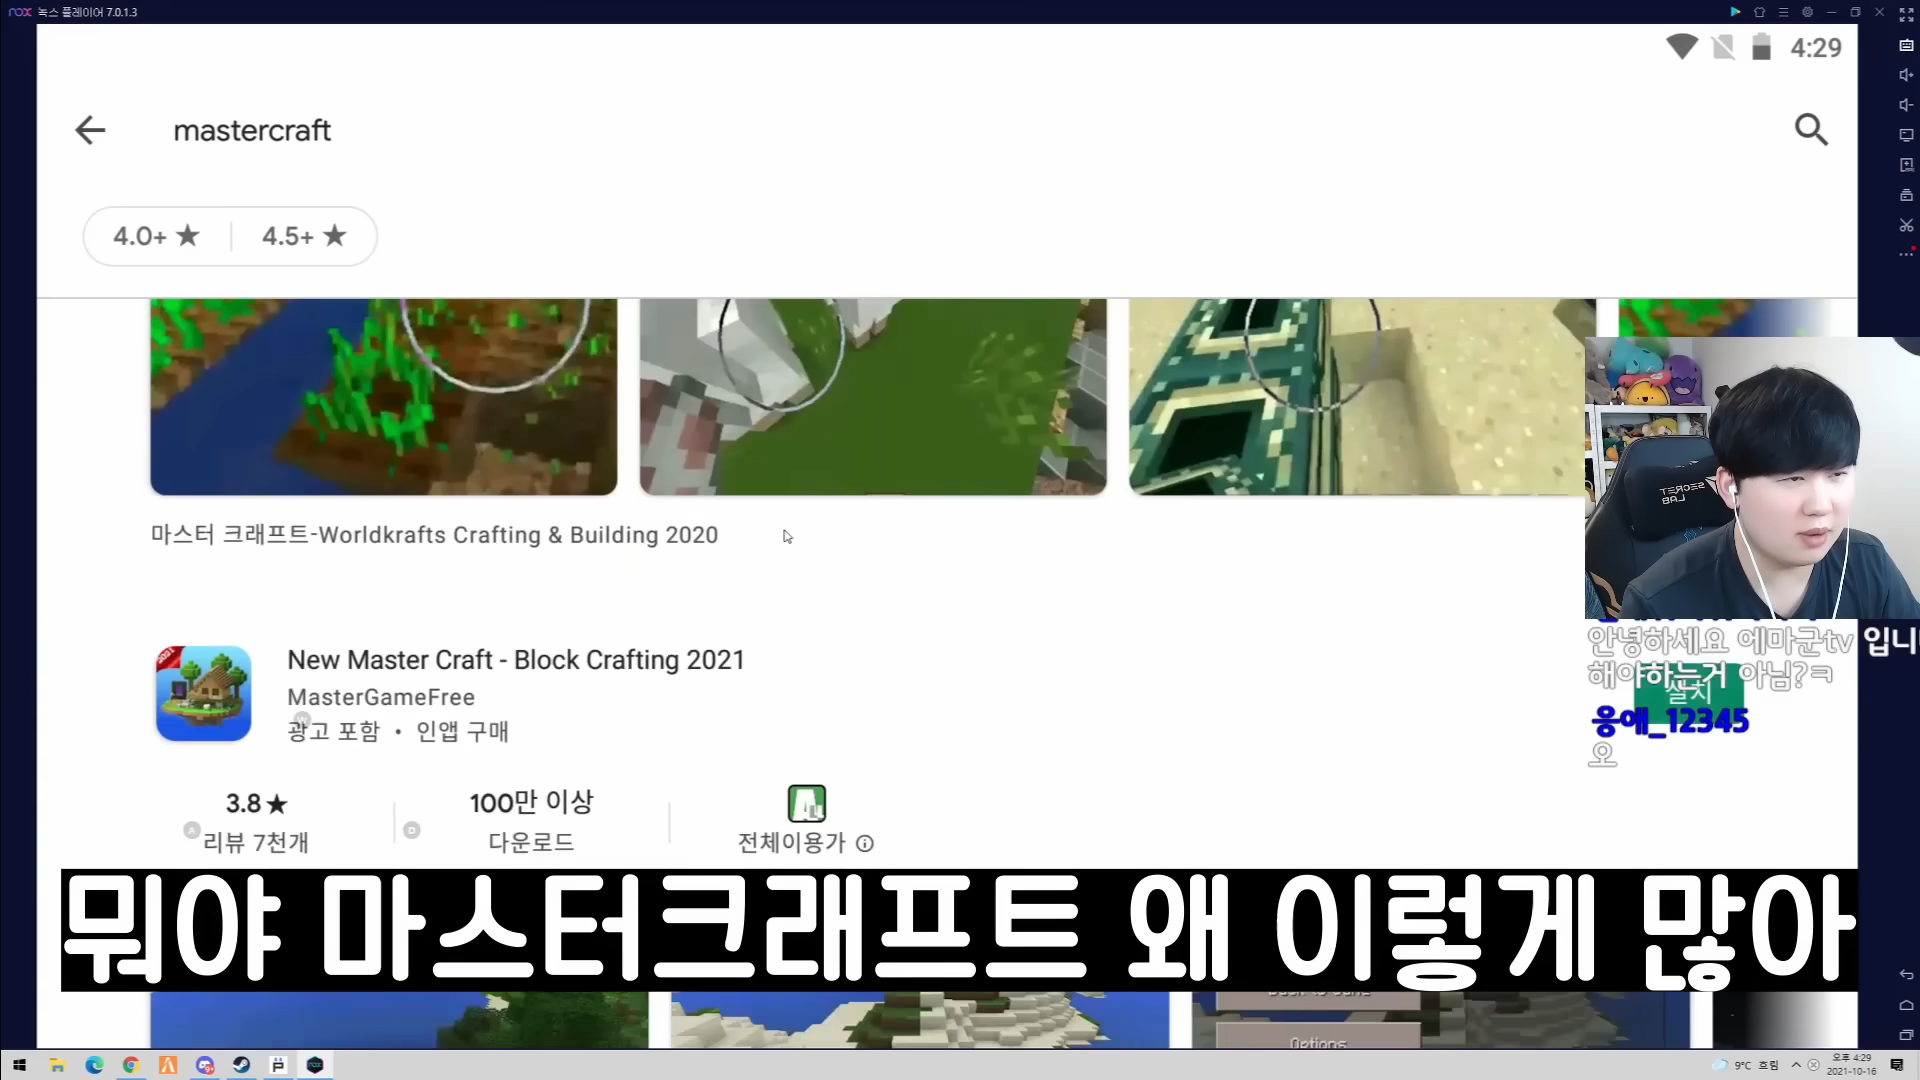 nox 녹스 플레이어 7.0.1.3
4:29
mastercraft
4.0+ ★
4.5+ ★
마스터 크래프트-Worldkrafts Crafting & Building 2020
SECRET
LAB
2021
New Master Craft - Block Crafting 2021
MasterGameFree
광고 포함 • 인앱 구매
설치
안녕하세요 에마군tv 입니
해야하는거 아님?ㅋ
응애_12345
오
3.8★
리뷰 7천개
100만 이상
다운로드
전체이용가
A
D
뭐야 마스터크래프트 왜 이렇게 많아
Options
9°C 흐림
오후 4:29
2021-10-16